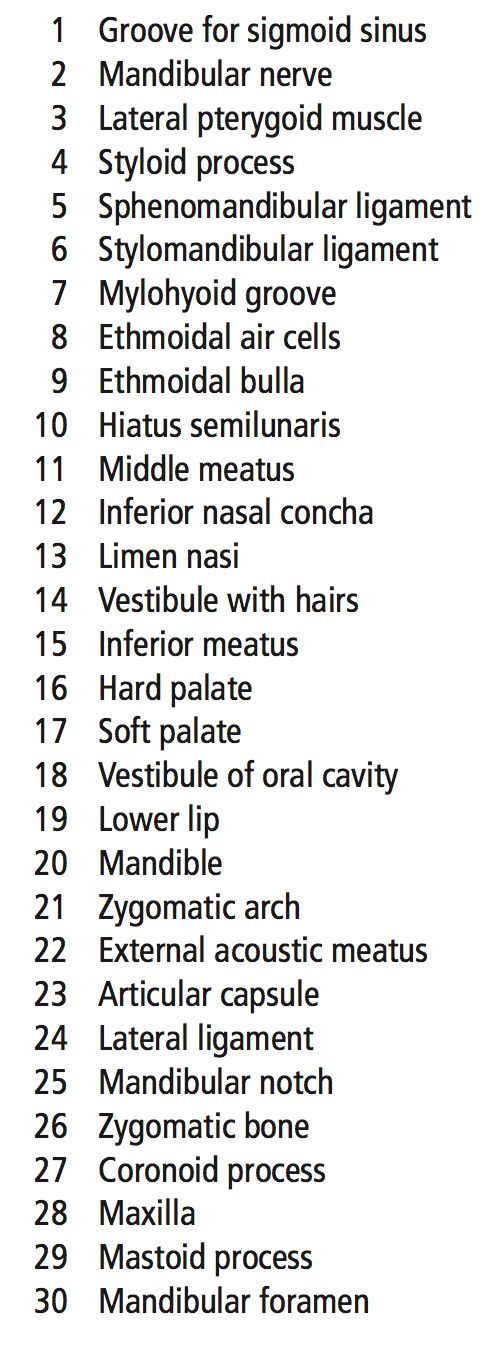 1 Groove for sigmoid sinus
2 Mandibular nerve
3 Lateral pterygoid muscle
4 Styloid process
5 Sphenomandibular ligament
6 Stylomandibular ligament
7 Mylohyoid groove
8 Ethmoidal air cells
9 Ethmoidal bulla
10 Hiatus semilunaris
11 Middle meatus
12 Inferior nasal concha
13 Limen nasi
14 Vestibule with hairs
15 Inferior meatus
16 Hard palate
17 Soft palate
18 Vestibule of oral cavity
19 Lower lip
20 Mandible
21 Zygomatic arch
22 External acoustic meatus
23 Articular capsule
24 Lateral ligament
25 Mandibular notch
26 Zygomatic bone
27 Coronoid process
28 Maxilla
29 Mastoid process
30 Mandibular foramen